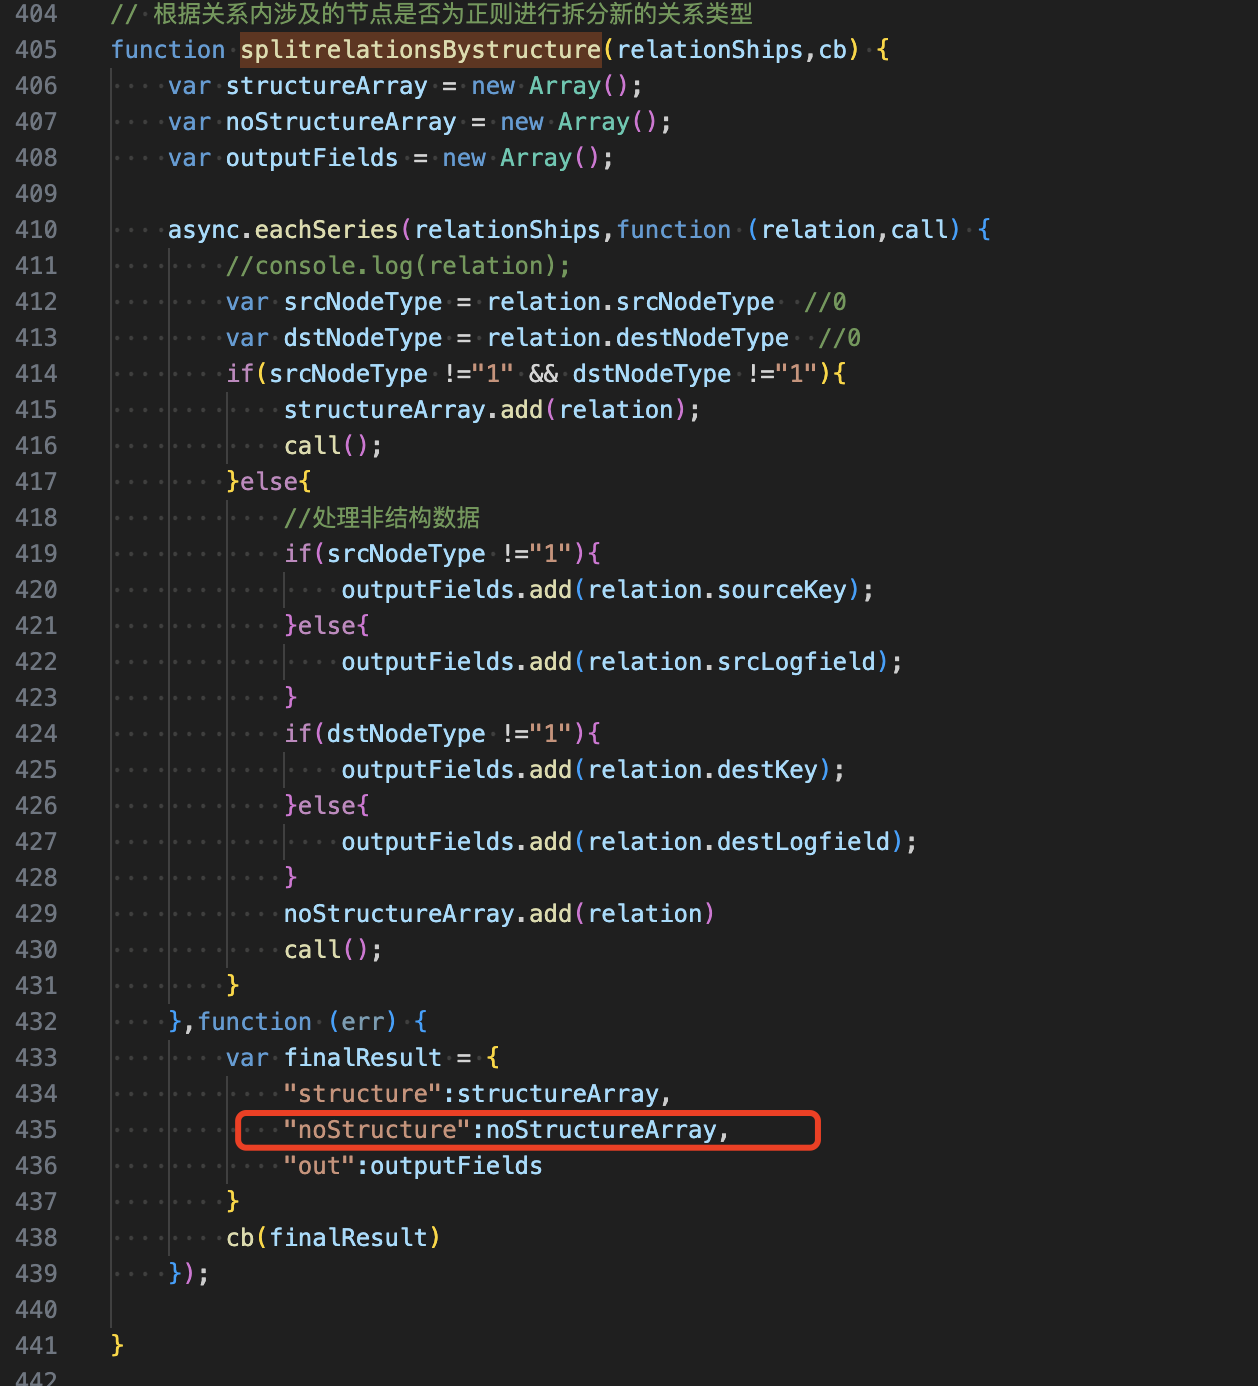 404 // 根据关系内涉及的节点是否为正则进行拆分新的关系类型
405 function splitrelationsBystructure(relationShips,cb) {
406     var structureArray = new Array();
407     var noStructureArray = new Array();
408     var outputFields = new Array();
409
410     async.eachSeries(relationShips,function (relation,call) {
411         //console.log(relation);
412         var srcNodeType = relation.srcNodeType  //0
413         var dstNodeType = relation.destNodeType  //0
414         if(srcNodeType !="1" && dstNodeType !="1"){
415             structureArray.add(relation);
416             call();
417         }else{
418             //处理非结构数据
419             if(srcNodeType !="1"){
420                 outputFields.add(relation.sourceKey);
421             }else{
422                 outputFields.add(relation.srcLogfield);
423             }
424             if(dstNodeType !="1"){
425                 outputFields.add(relation.destKey);
426             }else{
427                 outputFields.add(relation.destLogfield);
428             }
429             noStructureArray.add(relation)
430             call();
431         }
432     },function (err) {
433         var finalResult = {
434             "structure":structureArray,
435             "noStructure":noStructureArray,
436             "out":outputFields
437         }
438         cb(finalResult)
439     });
440
441 }
442